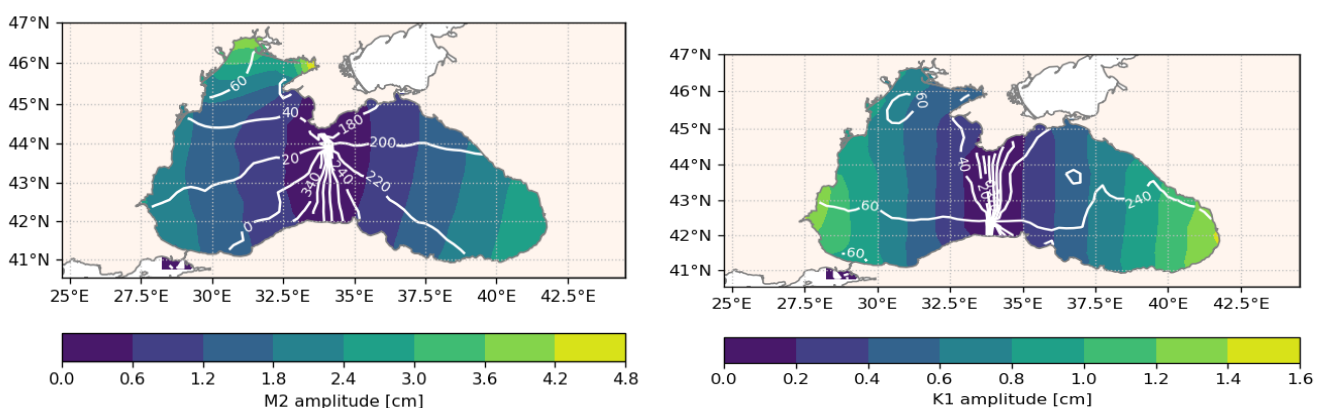 47°N
46°N
45°N
44°N
43°N
42°N
41°N
60
40
180
200
20
340
240
220
0
25°E 27.5°E 30°E 32.5°E 35°E 37.5°E 40°E 42.5°E
0.0 0.6 1.2 1.8 2.4 3.0 3.6 4.2 4.8
M2 amplitude [cm]
47°N
46°N
45°N
44°N
43°N
42°N
41°N
60
40
240
60
60
25°E 27.5°E 30°E 32.5°E 35°E 37.5°E 40°E 42.5°E
0.0 0.2 0.4 0.6 0.8 1.0 1.2 1.4 1.6
K1 amplitude [cm]